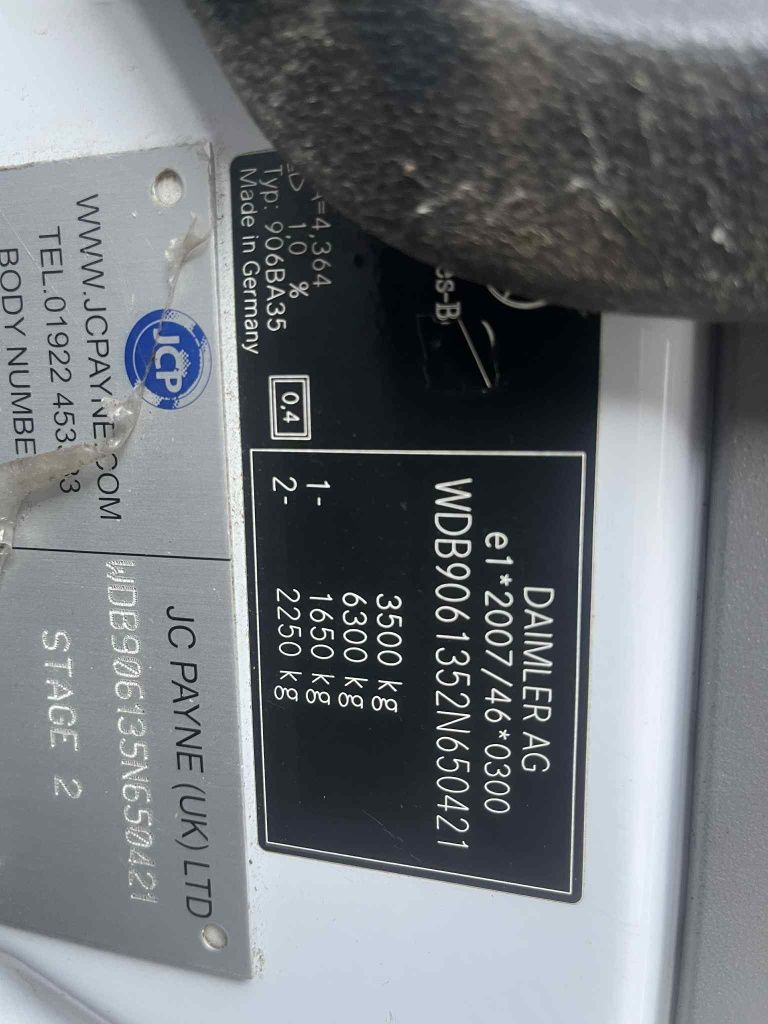 DAIMLER AG
e1*2007/46*0300
WDB9061352N650421
3500 kg
6300 kg
1- 1650 kg
2- 2250 kg
es-B
=4,364
1,0 %
Typ: 906BA35
Made in Germany
0,4
JCP
WWW.JCPAYNE.COM
TEL.01922
BODY NUMBE
JC PAYNE (UK) LTD
WDB906135N650421
STAGE 2